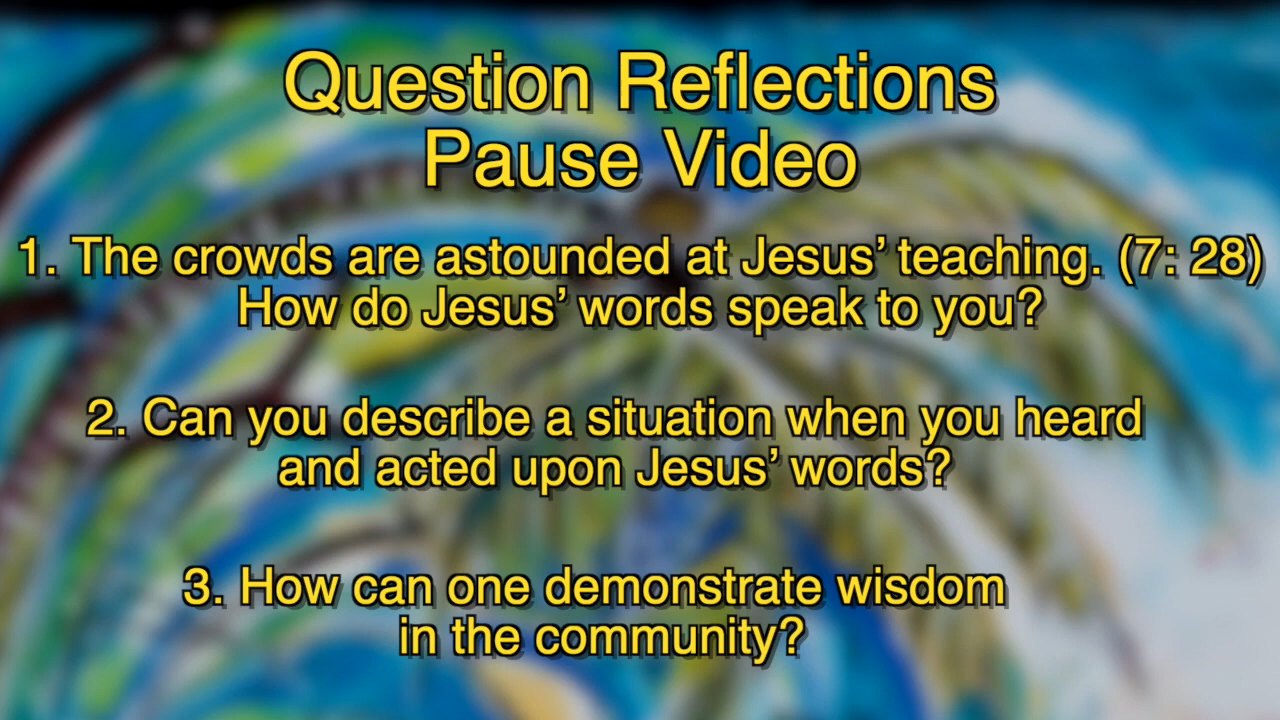 Question Reflections
Pause Video
1. The crowds are astounded at Jesus’ teaching. (7: 28)
How do Jesus’ words speak to you?
2. Can you describe a situation when you heard
and acted upon Jesus’ words?
3. How can one demonstrate wisdom
in the community?